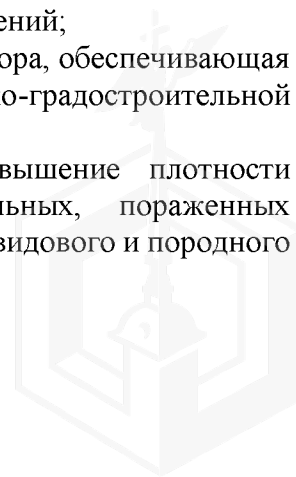 ений;
ора, обеспечивающая
о-градостроительной
вышение плотности
льных, пораженных
видового и породного